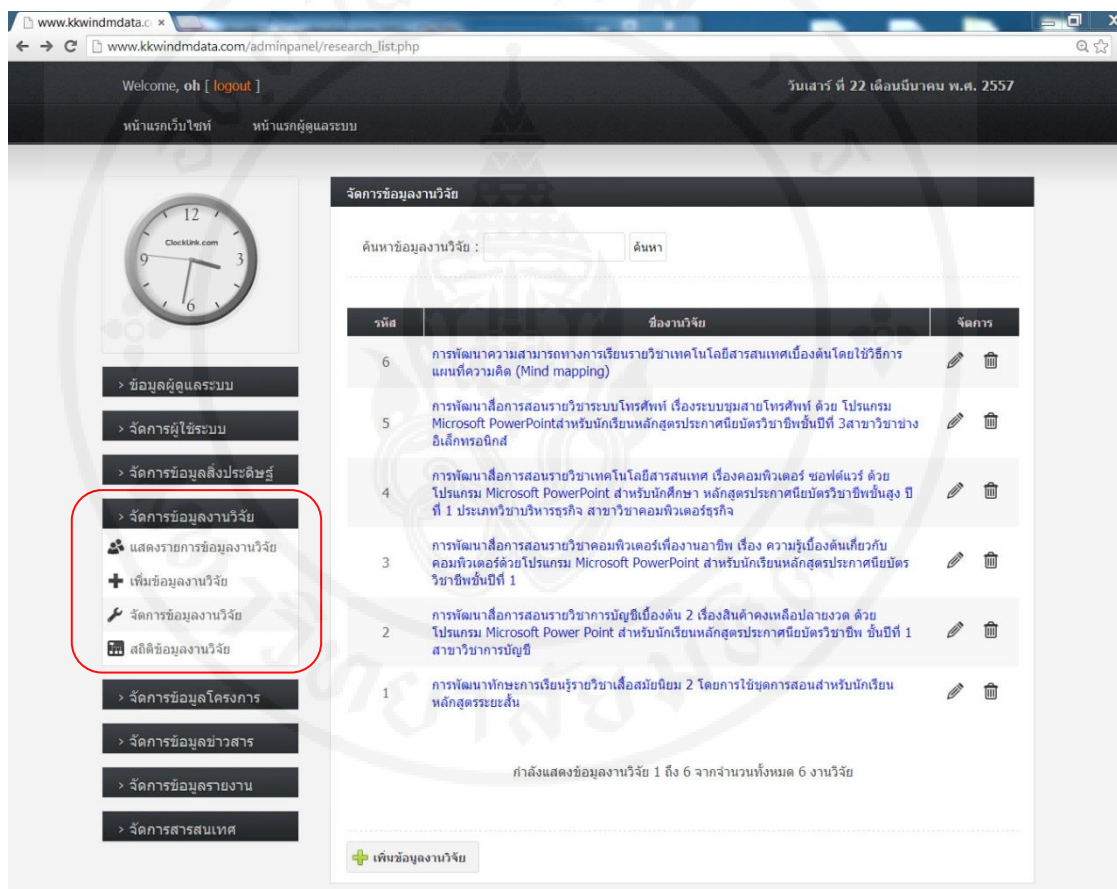 www.kkwindmdata.c
www.kkwindmdata.com/adminpanel/research_list.php
Welcome, oh [ logout ]
วันเสาร์ ที่ 22 เดือนมีนาคม พ.ศ. 2557
หน้าแรกเว็บไซท์ หน้าแรกผู้ดูแลระบบ
12
ClockLink.com
9 3
6
> ข้อมูลผู้ดูแลระบบ
> จัดการผู้ใช้ระบบ
> จัดการข้อมูลสิ่งประดิษฐ์
> จัดการข้อมูลงานวิจัย
แสดงรายการข้อมูลงานวิจัย
เพิ่มข้อมูลงานวิจัย
จัดการข้อมูลงานวิจัย
สถิติข้อมูลงานวิจัย
> จัดการข้อมูลโครงการ
> จัดการข้อมูลข่าวสาร
> จัดการข้อมูลรายงาน
> จัดการสารสนเทศ
จัดการข้อมูลงานวิจัย
ค้นหาข้อมูลงานวิจัย : ค้นหา
รหัส ชื่องานวิจัย จัดการ
6 การพัฒนาความสามารถทางการเรียนรายวิชาเทคโนโลยีสารสนเทศเบื้องต้นโดยใช้วิธีการ
แผนที่ความคิด (Mind mapping)
การพัฒนาสื่อการสอนรายวิชาระบบโทรศัพท์ เรื่องระบบชุมสายโทรศัพท์ ด้วย โปรแกรม
5 Microsoft PowerPointสำหรับนักเรียนหลักสูตรประกาศนียบัตรวิชาชีพชั้นปีที่ 3สาขาวิชาช่าง
อิเล็กทรอนิกส์
การพัฒนาสื่อการสอนรายวิชาเทคโนโลยีสารสนเทศ เรื่องคอมพิวเตอร์ ซอฟต์แวร์ ด้วย
4 โปรแกรม Microsoft PowerPoint สำหรับนักศึกษา หลักสูตรประกาศนียบัตรวิชาชีพชั้นสูง ปี
ที่ 1 ประเภทวิชาบริหารธุรกิจ สาขาวิชาคอมพิวเตอร์ธุรกิจ
การพัฒนาสื่อการสอนรายวิชาคอมพิวเตอร์เพื่องานอาชีพ เรื่อง ความรู้เบื้องต้นเกี่ยวกับ
3 คอมพิวเตอร์ด้วยโปรแกรม Microsoft PowerPoint สำหรับนักเรียนหลักสูตรประกาศนียบัตร
วิชาชีพชั้นปีที่ 1
การพัฒนาสื่อการสอนรายวิชาการบัญชีเบื้องต้น 2 เรื่องสินค้าคงเหลือปลายงวด ด้วย
2 โปรแกรม Microsoft Power Point สำหรับนักเรียนหลักสูตรประกาศนียบัตรวิชาชีพ ชั้นปีที่ 1
สาขาวิชาการบัญชี
1 การพัฒนาทักษะการเรียนรู้รายวิชาเสื้อสมัยนิยม 2 โดยการใช้ชุดการสอนสำหรับนักเรียน
หลักสูตรระยะสั้น
กำลังแสดงข้อมูลงานวิจัย 1 ถึง 6 จากจำนวนทั้งหมด 6 งานวิจัย
เพิ่มข้อมูลงานวิจัย